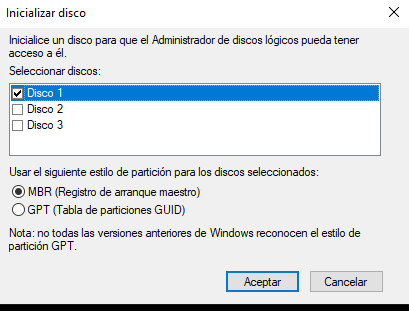 Inicializar disco
Inicialice un disco para que el Administrador de discos lógicos pueda tener
acceso a él.
Seleccionar discos:
Disco 1
Disco 2
Disco 3
Usar el siguiente estilo de partición para los discos seleccionados:
MBR (Registro de arranque maestro)
GPT (Tabla de particiones GUID)
Nota: no todas las versiones anteriores de Windows reconocen el estilo de
partición GPT.
Aceptar
Cancelar